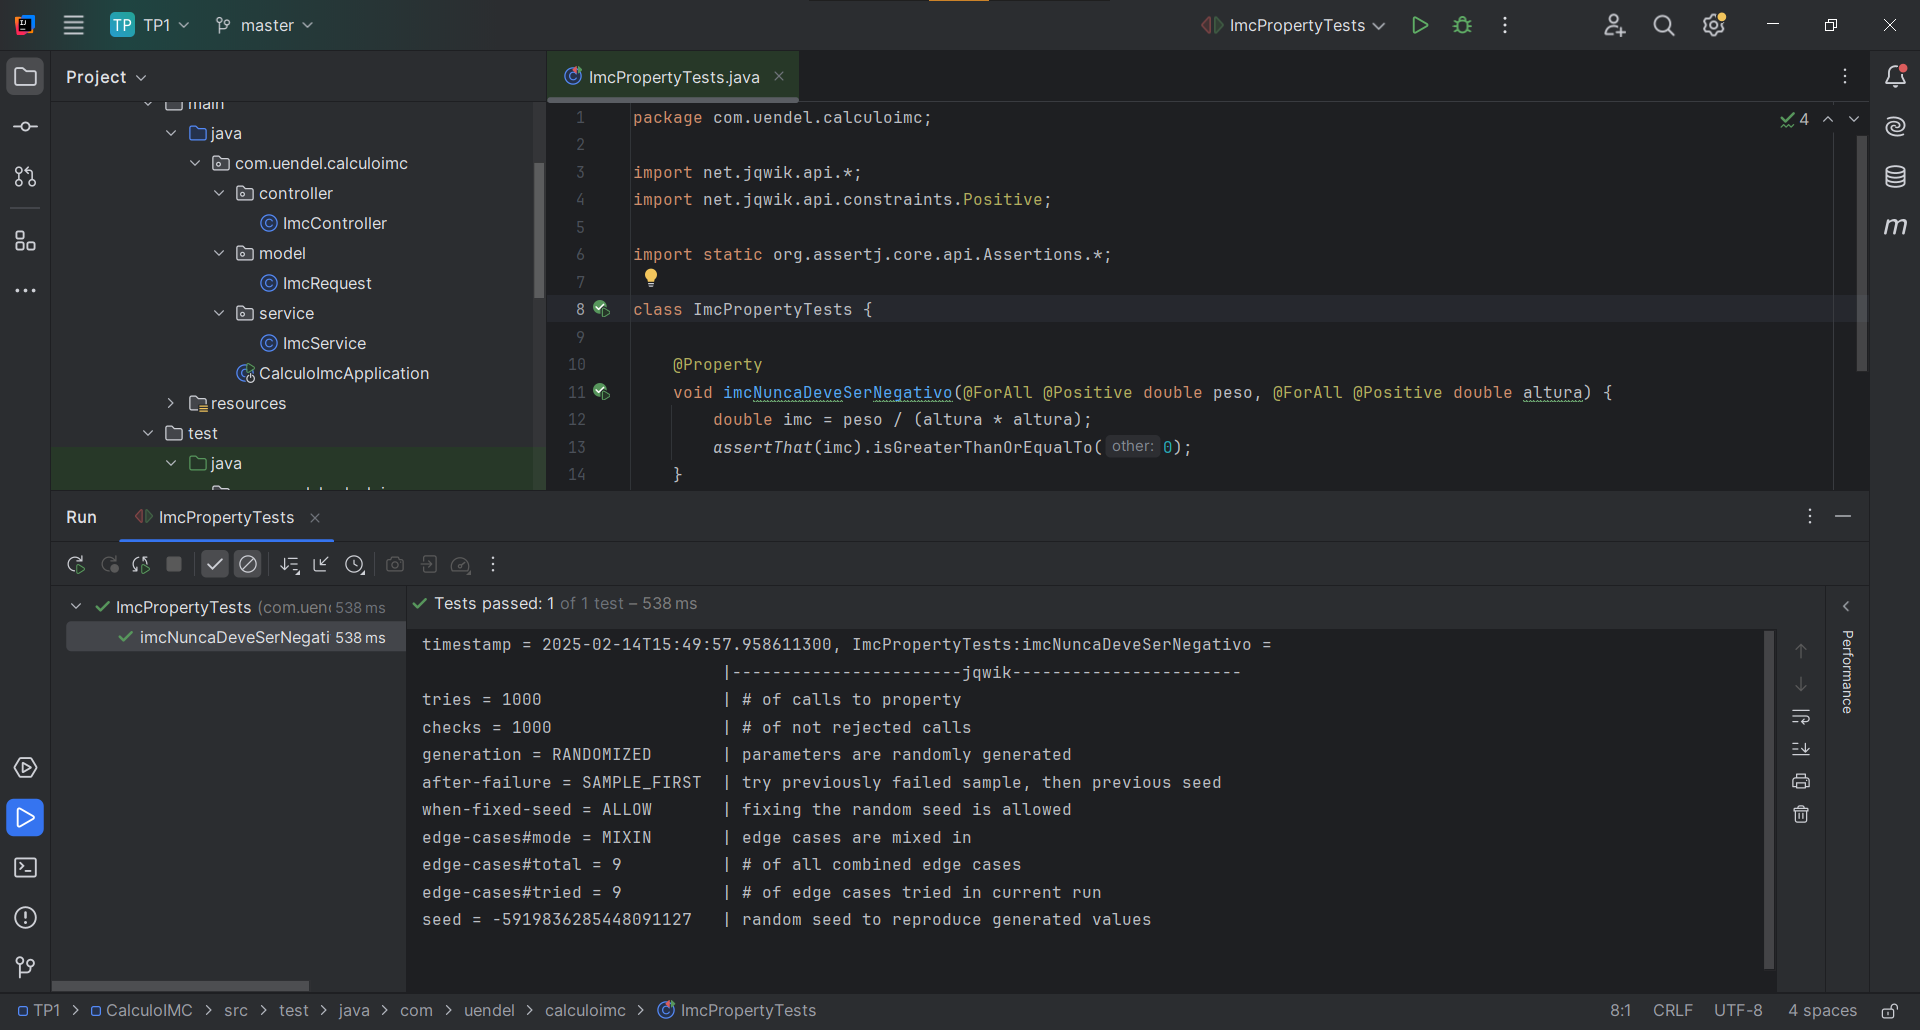 TP TP1 master ImcPropertyTests
Project
main
java
com.uendel.calculoimc
controller
ImcController
model
ImcRequest
service
ImcService
CalculoImcApplication
resources
test
java
ImcPropertyTests.java
4
1 package com.uendel.calculoimc;
2
3 import net.jqwik.api.*;
4 import net.jqwik.api.constraints.Positive;
5
6 import static org.assertj.core.api.Assertions.*;
7
8 class ImcPropertyTests {
9
10 @Property
11 void imcNuncaDeveSerNegativo(@ForAll @Positive double peso, @ForAll @Positive double altura) {
12 double imc = peso / (altura * altura);
13 assertThat(imc).isGreaterThanOrEqualTo( other: 0);
14 }
m
Run ImcPropertyTests
ImcPropertyTests (com.uen 538 ms
imcNuncaDeveSerNegati 538 ms
Tests passed: 1 of 1 test – 538 ms
timestamp = 2025-02-14T15:49:57.958611300, ImcPropertyTests:imcNuncaDeveSerNegativo =
|-----------------------jqwik-----------------------
tries = 1000 | # of calls to property
checks = 1000 | # of not rejected calls
generation = RANDOMIZED | parameters are randomly generated
after-failure = SAMPLE_FIRST | try previously failed sample, then previous seed
when-fixed-seed = ALLOW | fixing the random seed is allowed
edge-cases#mode = MIXIN | edge cases are mixed in
edge-cases#total = 9 | # of all combined edge cases
edge-cases#tried = 9 | # of edge cases tried in current run
seed = -5919836285448091127 | random seed to reproduce generated values
Performance
TP1 > CalculoIMC > src > test > java > com > uendel > calculoimc > ImcPropertyTests
8:1 CRLF UTF-8 4 spaces